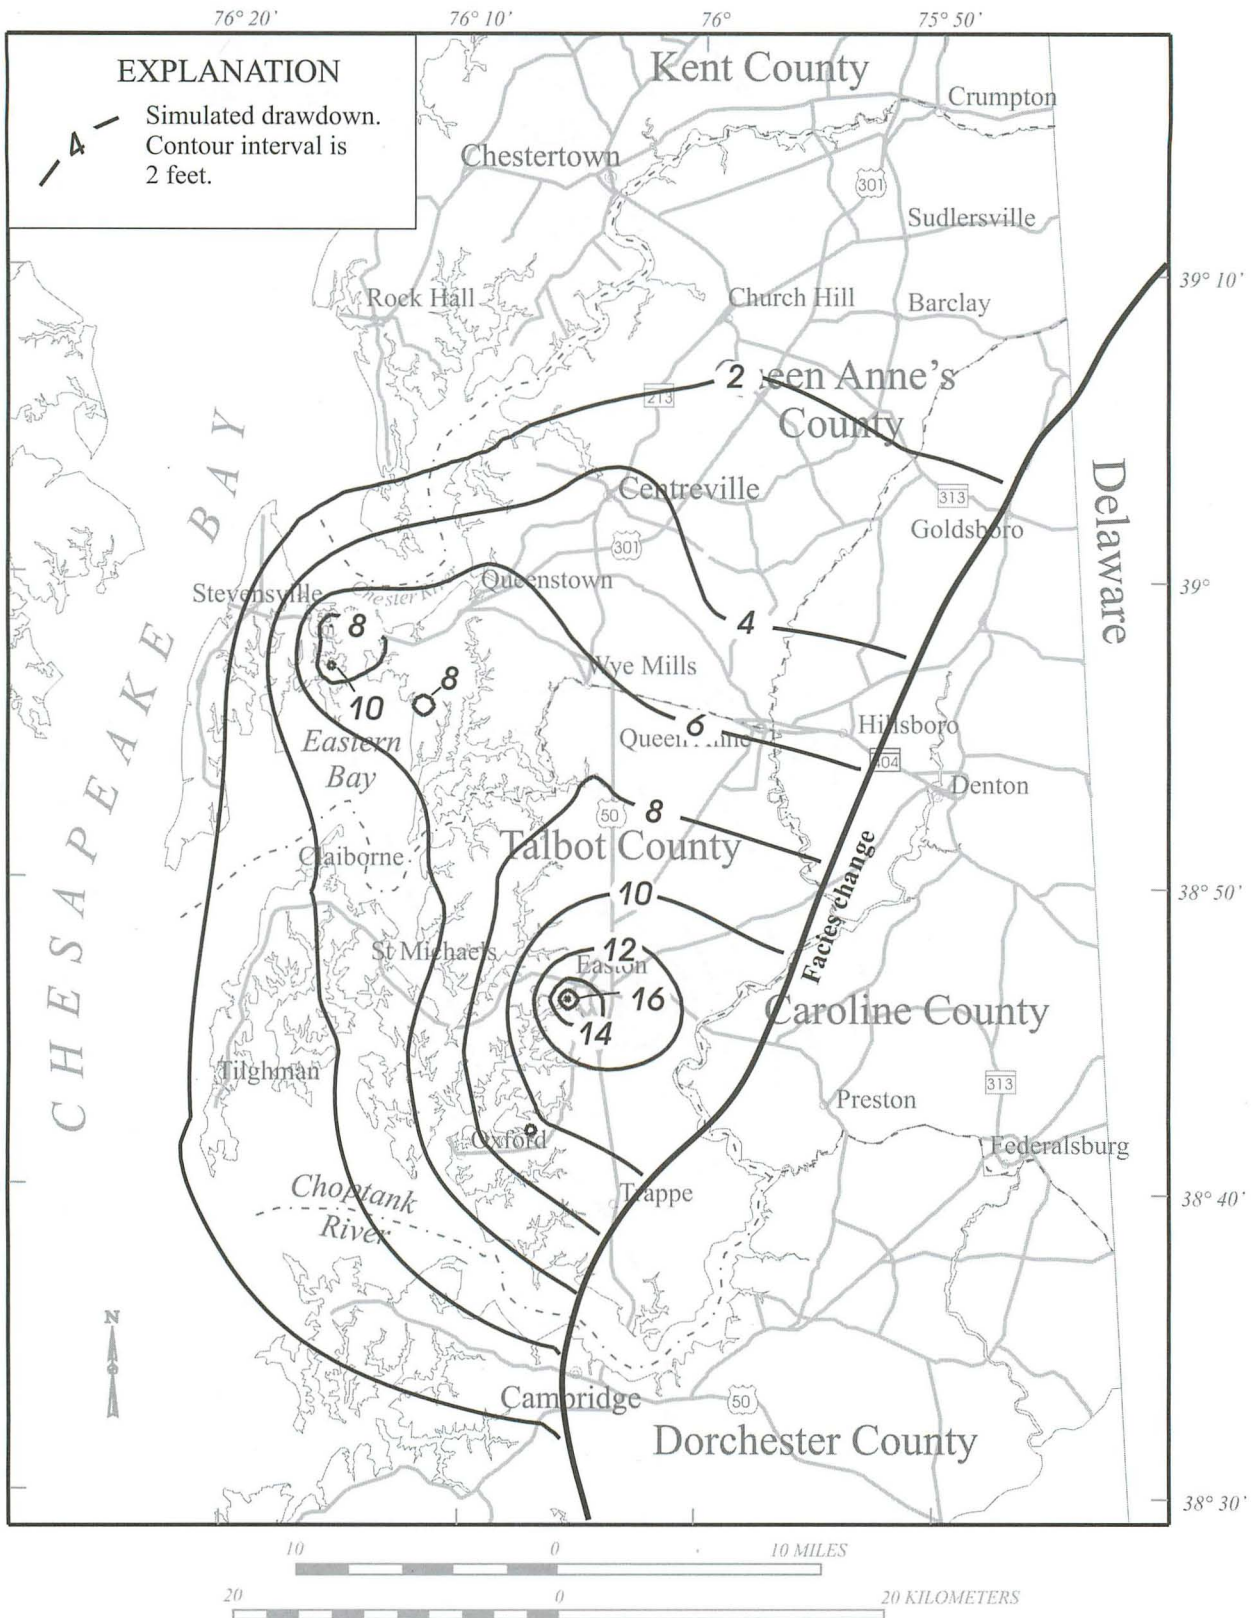 76° 20′
76° 10′
76°
75° 50′
EXPLANATION
4
Simulated drawdown.
Contour interval is
2 feet.
Kent County
Crumpton
Chestertown
301
Sudlersville
39° 10′
Rock Hall
Church Hill
Barclay
2
een Anne’s
County
213
CHESAPEAKE BAY
Centreville
313
Goldsboro
Delaware
301
Stevensville
Chester River
Queenstown
39°
8
4
Wye Mills
8
10
6
Hillsboro
Queen Anne
Eastern
Bay
404
Denton
8
50
Talbot County
Claiborne
Facies change
10
38° 50′
St Michaels
12
Easton
16
Caroline County
14
Tilghman
313
Preston
Oxford
Federalsburg
Choptank
River
Trappe
38° 40′
N
Cambridge
50
Dorchester County
38° 30′
10 0 10 MILES
20 0 20 KILOMETERS